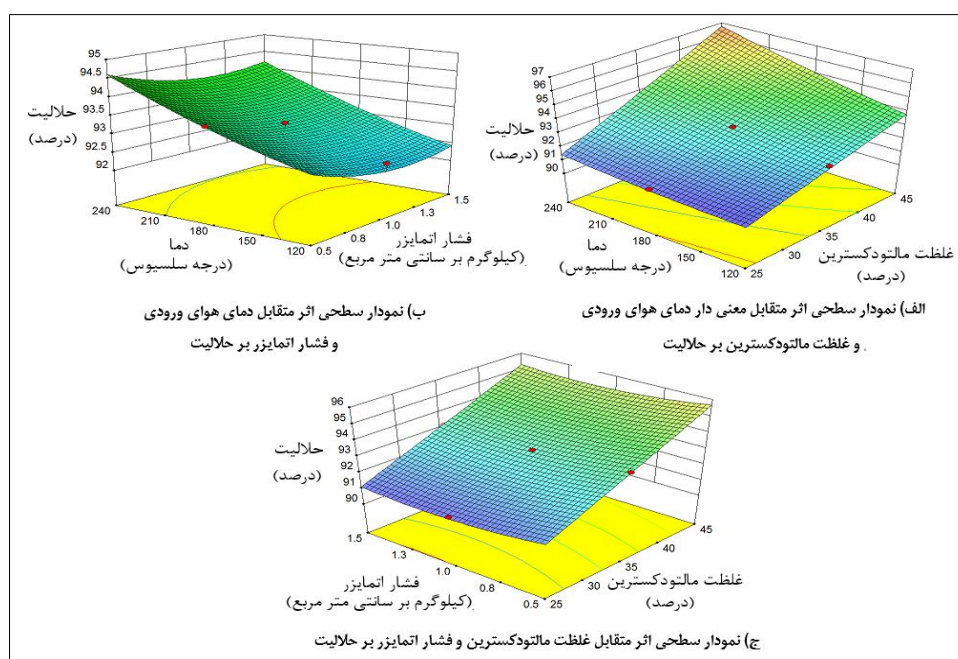 95
94.5
94
93.5
93
92.5
92
حلالیت
(درصد)
240
210
180
150
120
دما
(درجه سلسیوس)
0.5
0.8
1.0
1.3
1.5
فشار اتمایزر
(کیلوگرم بر سانتی متر مربع)
ب) نمودار سطحی اثر متقابل دمای هوای ورودی
و فشار اتمایزر بر حلالیت
97
96
95
94
93
92
91
90
حلالیت
(درصد)
240
210
180
150
120
دما
(درجه سلسیوس)
25
30
35
40
45
غلظت مالتودکسترین
(درصد)
الف) نمودار سطحی اثر متقابل معنی دار دمای هوای ورودی
و غلظت مالتودکسترین بر حلالیت .
96
95
94
93
92
91
90
حلالیت
(درصد)
1.5
1.3
1.0
0.8
0.5
فشار اتمایزر
(کیلوگرم بر سانتی متر مربع)
25
30
35
40
45
غلظت مالتودکسترین
(درصد)
ج) نمودار سطحی اثر متقابل غلظت مالتودکسترین و فشار اتمایزر بر حلالیت